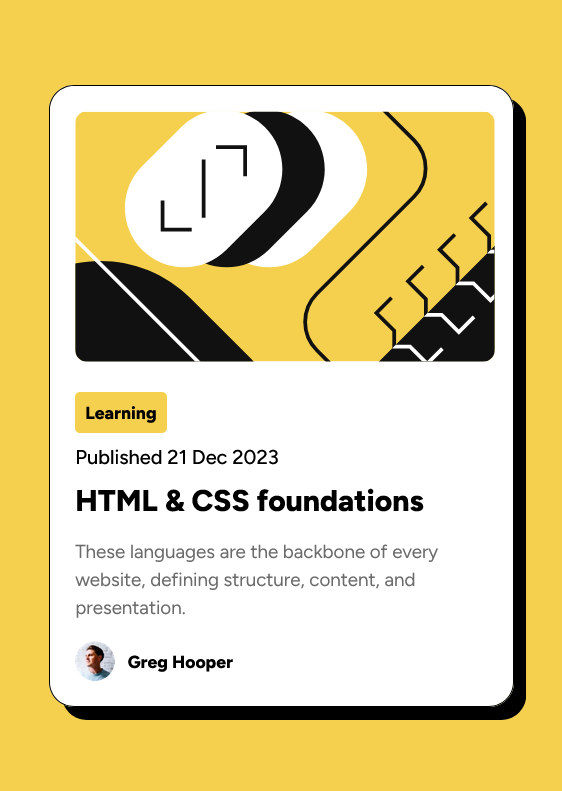 Learning
Published 21 Dec 2023
HTML & CSS foundations
These languages are the backbone of every
website, defining structure, content, and
presentation.
Greg Hooper